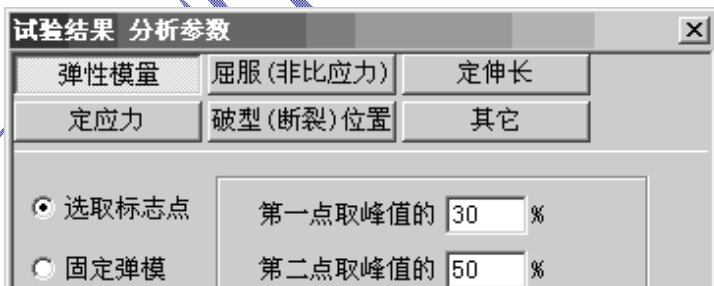 试验结果 分析参数
弹性模量 屈服(非比应力) 定伸长
定应力 破型(断裂)位置 其它
选取标志点 第一点取峰值的 30 %
固定弹模 第二点取峰值的 50 %